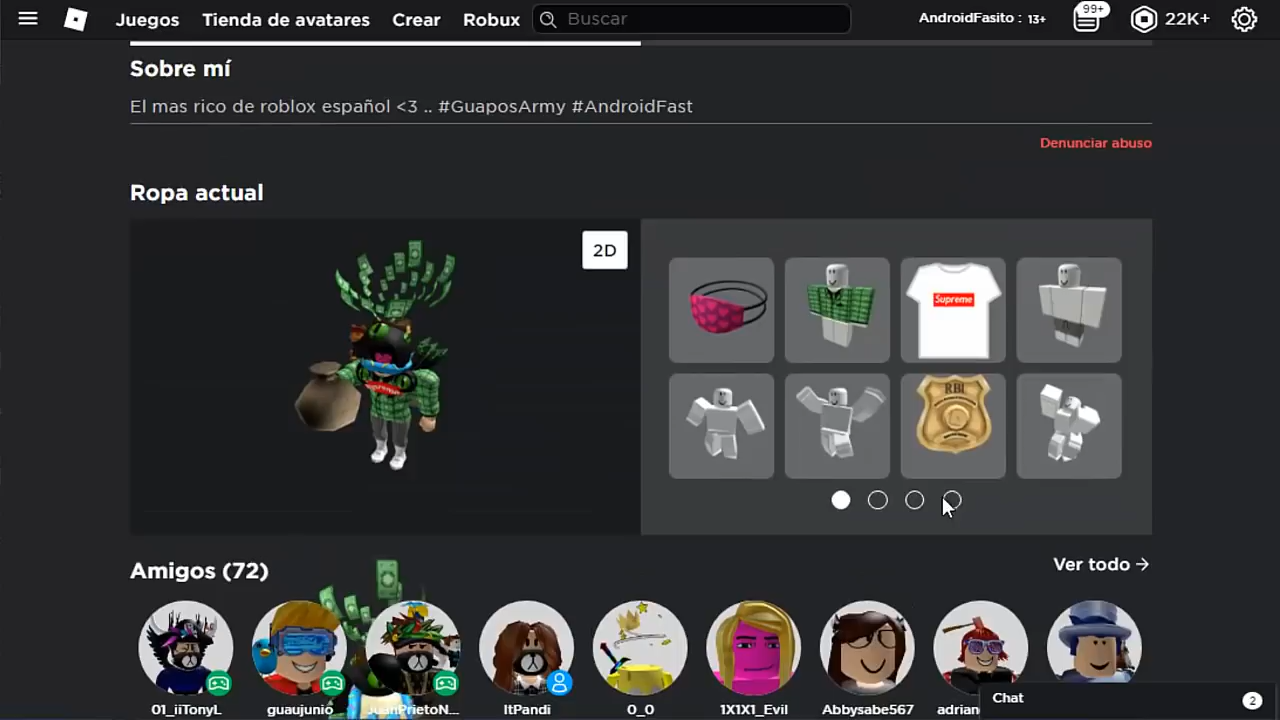 Juegos Tienda de avatares Crear Robux Buscar AndroidFasito : 13+ 99+ 22K+
Sobre mí
El mas rico de roblox español <3 .. #GuaposArmy #AndroidFast
Denunciar abuso
Ropa actual
2D
Supreme
RBI
Amigos (72)
Ver todo →
01_iiTonyL guaujunio JuanPrietoN... ItPandi 0_0 1X1X1_Evil Abbysabe567
Chat 2